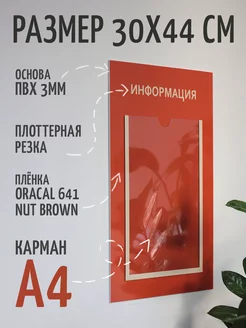 РАЗМЕР 30Х44 СМ
ОСНОВА
ПВХ 3ММ
ИНФОРМАЦИЯ
ПЛОТТЕРНАЯ
РЕЗКА
ПЛЁНКА
ORACAL 641
NUT BROWN
КАРМАН
А4